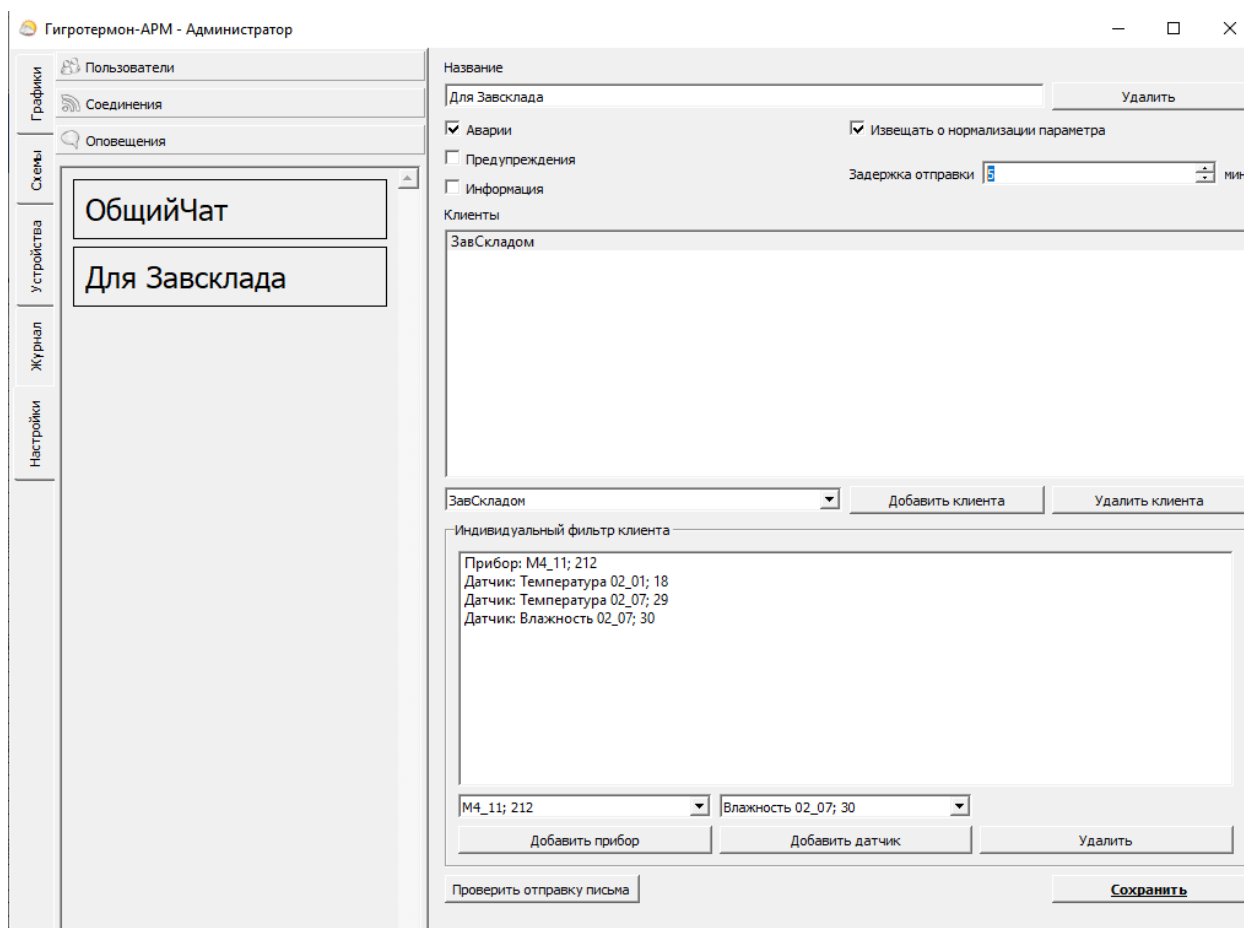 Гигротермон-АРМ - Администратор
Графики
Схемы
Устройства
Журнал
Настройки
Пользователи
Соединения
Оповещения
ОбщийЧат
Для Завсклада
Название
Для Завсклада
Удалить
Аварии
Извещать о нормализации параметра
Предупреждения
Задержка отправки 5 мин
Информация
Клиенты
ЗавСкладом
ЗавСкладом
Добавить клиента
Удалить клиента
Индивидуальный фильтр клиента
Прибор: М4_11; 212
Датчик: Температура 02_01; 18
Датчик: Температура 02_07; 29
Датчик: Влажность 02_07; 30
М4_11; 212
Влажность 02_07; 30
Добавить прибор
Добавить датчик
Удалить
Проверить отправку письма
Сохранить